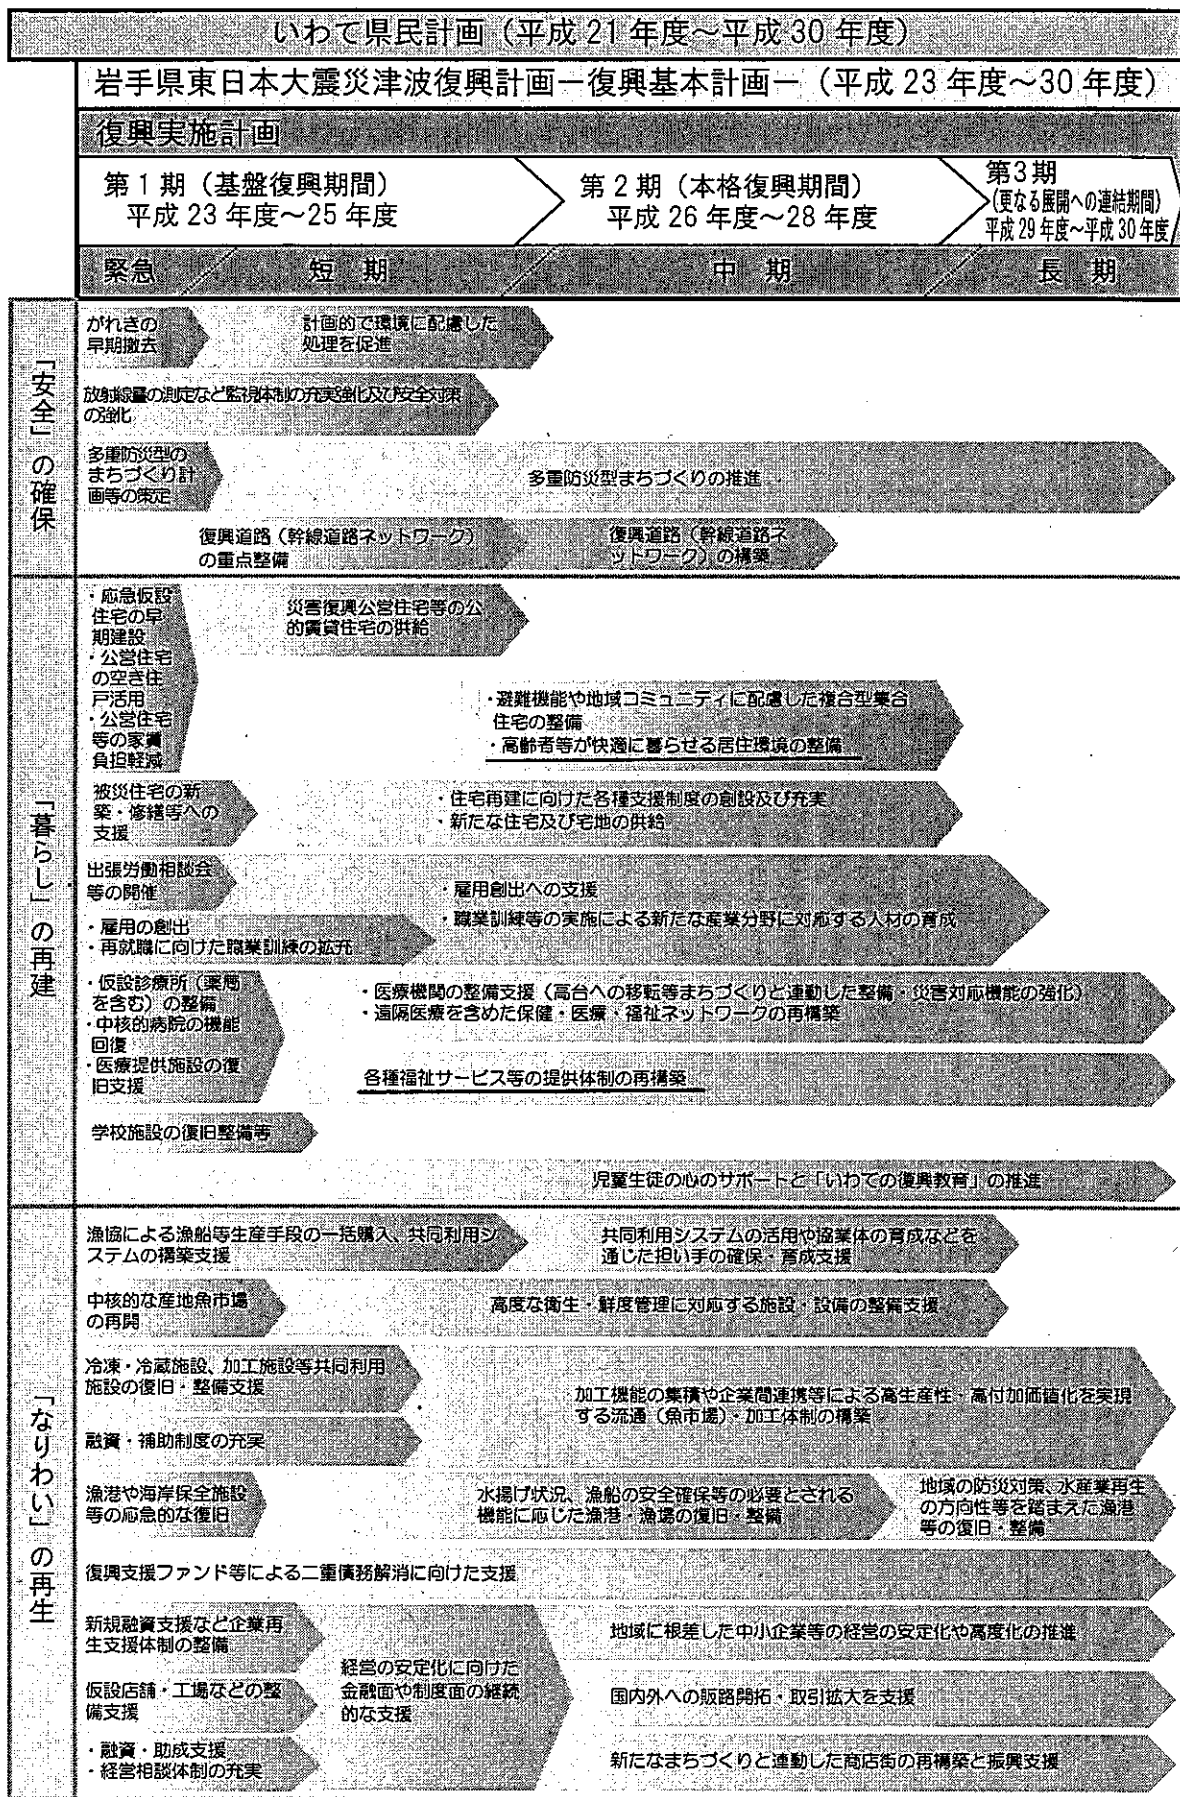 いわて県民計画（平成21年度～平成30年度）
岩手県東日本大震災津波復興計画－復興基本計画－（平成23年度～30年度）
復興実施計画
第1期（基盤復興期間）
平成23年度～25年度
第2期（本格復興期間）
平成26年度～28年度
第3期
（更なる展開への連結期間）
平成29年度～平成30年度
緊急
短期
中期
長期
「安全」の確保
がれきの
早期撤去
計画的で環境に配慮した
処理を促進
放射線量の測定など監視体制の充実強化及び安全対策
の強化
多重防災型の
まちづくり計
画等の策定
多重防災型まちづくりの推進
復興道路（幹線道路ネットワーク）
の重点整備
復興道路（幹線道路ネ
ットワーク）の構築
「暮らし」の再建
・応急仮設
住宅の早
期建設
・公営住宅
の空き住
戸活用
・公営住宅
等の家賃
負担軽減
災害復興公営住宅等の公
的賃貸住宅の供給
・避難機能や地域コミュニティに配慮した複合型集合
住宅の整備
・高齢者等が快適に暮らせる居住環境の整備
被災住宅の新
築・修繕等への
支援
・住宅再建に向けた各種支援制度の創設及び充実
・新たな住宅及び宅地の供給
出張労働相談会
等の開催
・雇用の創出
・再就職に向けた職業訓練の拡充
・雇用創出への支援
・職業訓練等の実施による新たな産業分野に対応する人材の育成
・仮設診療所（薬局
を含む）の整備
・中核的病院の機能
回復
・医療提供施設の復
旧支援
・医療機関の整備支援（高台への移転等まちづくりと連動した整備・災害対応機能の強化）
・遠隔医療を含めた保健・医療・福祉ネットワークの再構築
各種福祉サービス等の提供体制の再構築
学校施設の復旧整備等
児童生徒の心のサポートと「いわての復興教育」の推進
「なりわい」の再生
漁協による漁船等生産手段の一括購入、共同利用シ
ステムの構築支援
共同利用システムの活用や協業体の育成などを
通じた担い手の確保・育成支援
中核的な産地魚市場
の再開
高度な衛生・鮮度管理に対応する施設・設備の整備支援
冷凍・冷蔵施設、加工施設等共同利用
施設の復旧・整備支援
融資・補助制度の充実
加工機能の集積や企業間連携等による高生産性・高付加価値化を実現
する流通（魚市場）・加工体制の構築
漁港や海岸保全施設
等の応急的な復旧
水揚げ状況、漁船の安全確保等の必要とされる
機能に応じた漁港・漁場の復旧・整備
地域の防災対策、水産業再生
の方向性等を踏まえた漁港
等の復旧・整備
復興支援ファンド等による二重債務解消に向けた支援
新規融資支援など企業再
生支援体制の整備
仮設店舗・工場などの整
備支援
・融資・助成支援
・経営相談体制の充実
経営の安定化に向けた
金融面や制度面の継続
的な支援
地域に根差した中小企業等の経営の安定化や高度化の推進
国内外への販路開拓・取引拡大を支援
新たなまちづくりと連動した商店街の再構築と振興支援